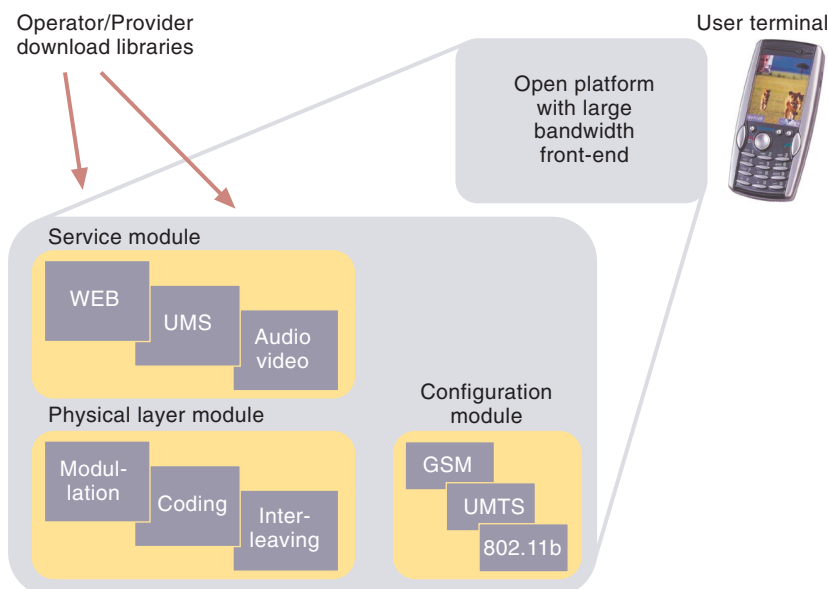 Operator/Provider
download libraries
User terminal
Open platform
with large
bandwidth
front-end
Service module
WEB
UMS
Audio
video
Physical layer module
Modul-
lation
Coding
Inter-
leaving
Configuration
module
GSM
UMTS
802.11b